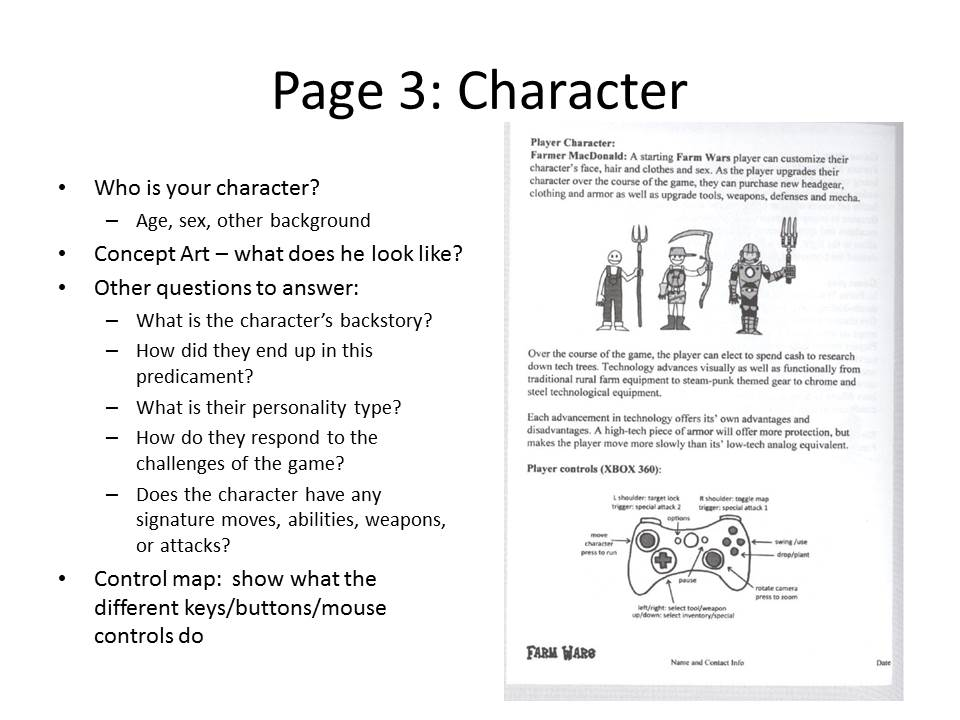 Page 3: Character
• Who is your character?
– Age, sex, other background
• Concept Art – what does he look like?
• Other questions to answer:
– What is the character's backstory?
– How did they end up in this
predicament?
– What is their personality type?
– How do they respond to the
challenges of the game?
– Does the character have any
signature moves, abilities, weapons,
or attacks?
• Control map: show what the
different keys/buttons/mouse
controls do
Player Character:
Farmer MacDonald: A starting Farm Wars player can customize their
character's face, hair and clothes and sex. As the player upgrades their
character over the course of the game, they can purchase new headgear,
clothing and armor as well as upgrade tools, weapons, defenses and mecha.
Over the course of the game, the player can elect to spend cash to research
down tech trees. Technology advances visually as well as functionally from
traditional rural farm equipment to steam-punk themed gear to chrome and
steel technological equipment.
Each advancement in technology offers its' own advantages and
disadvantages. A high-tech piece of armor will offer more protection, but
makes the player move more slowly than its' low-tech analog equivalent.
Player controls (XBOX 360):
L shoulder: target lock
trigger: special attack 2
R shoulder: toggle map
trigger: special attack 1
options
move
character
press to run
swing /use
drop/plant
pause
rotate camera
press to zoom
left/right: select tool/weapon
up/down: select inventory/special
FARM WARS
Name and Contact Info
Date